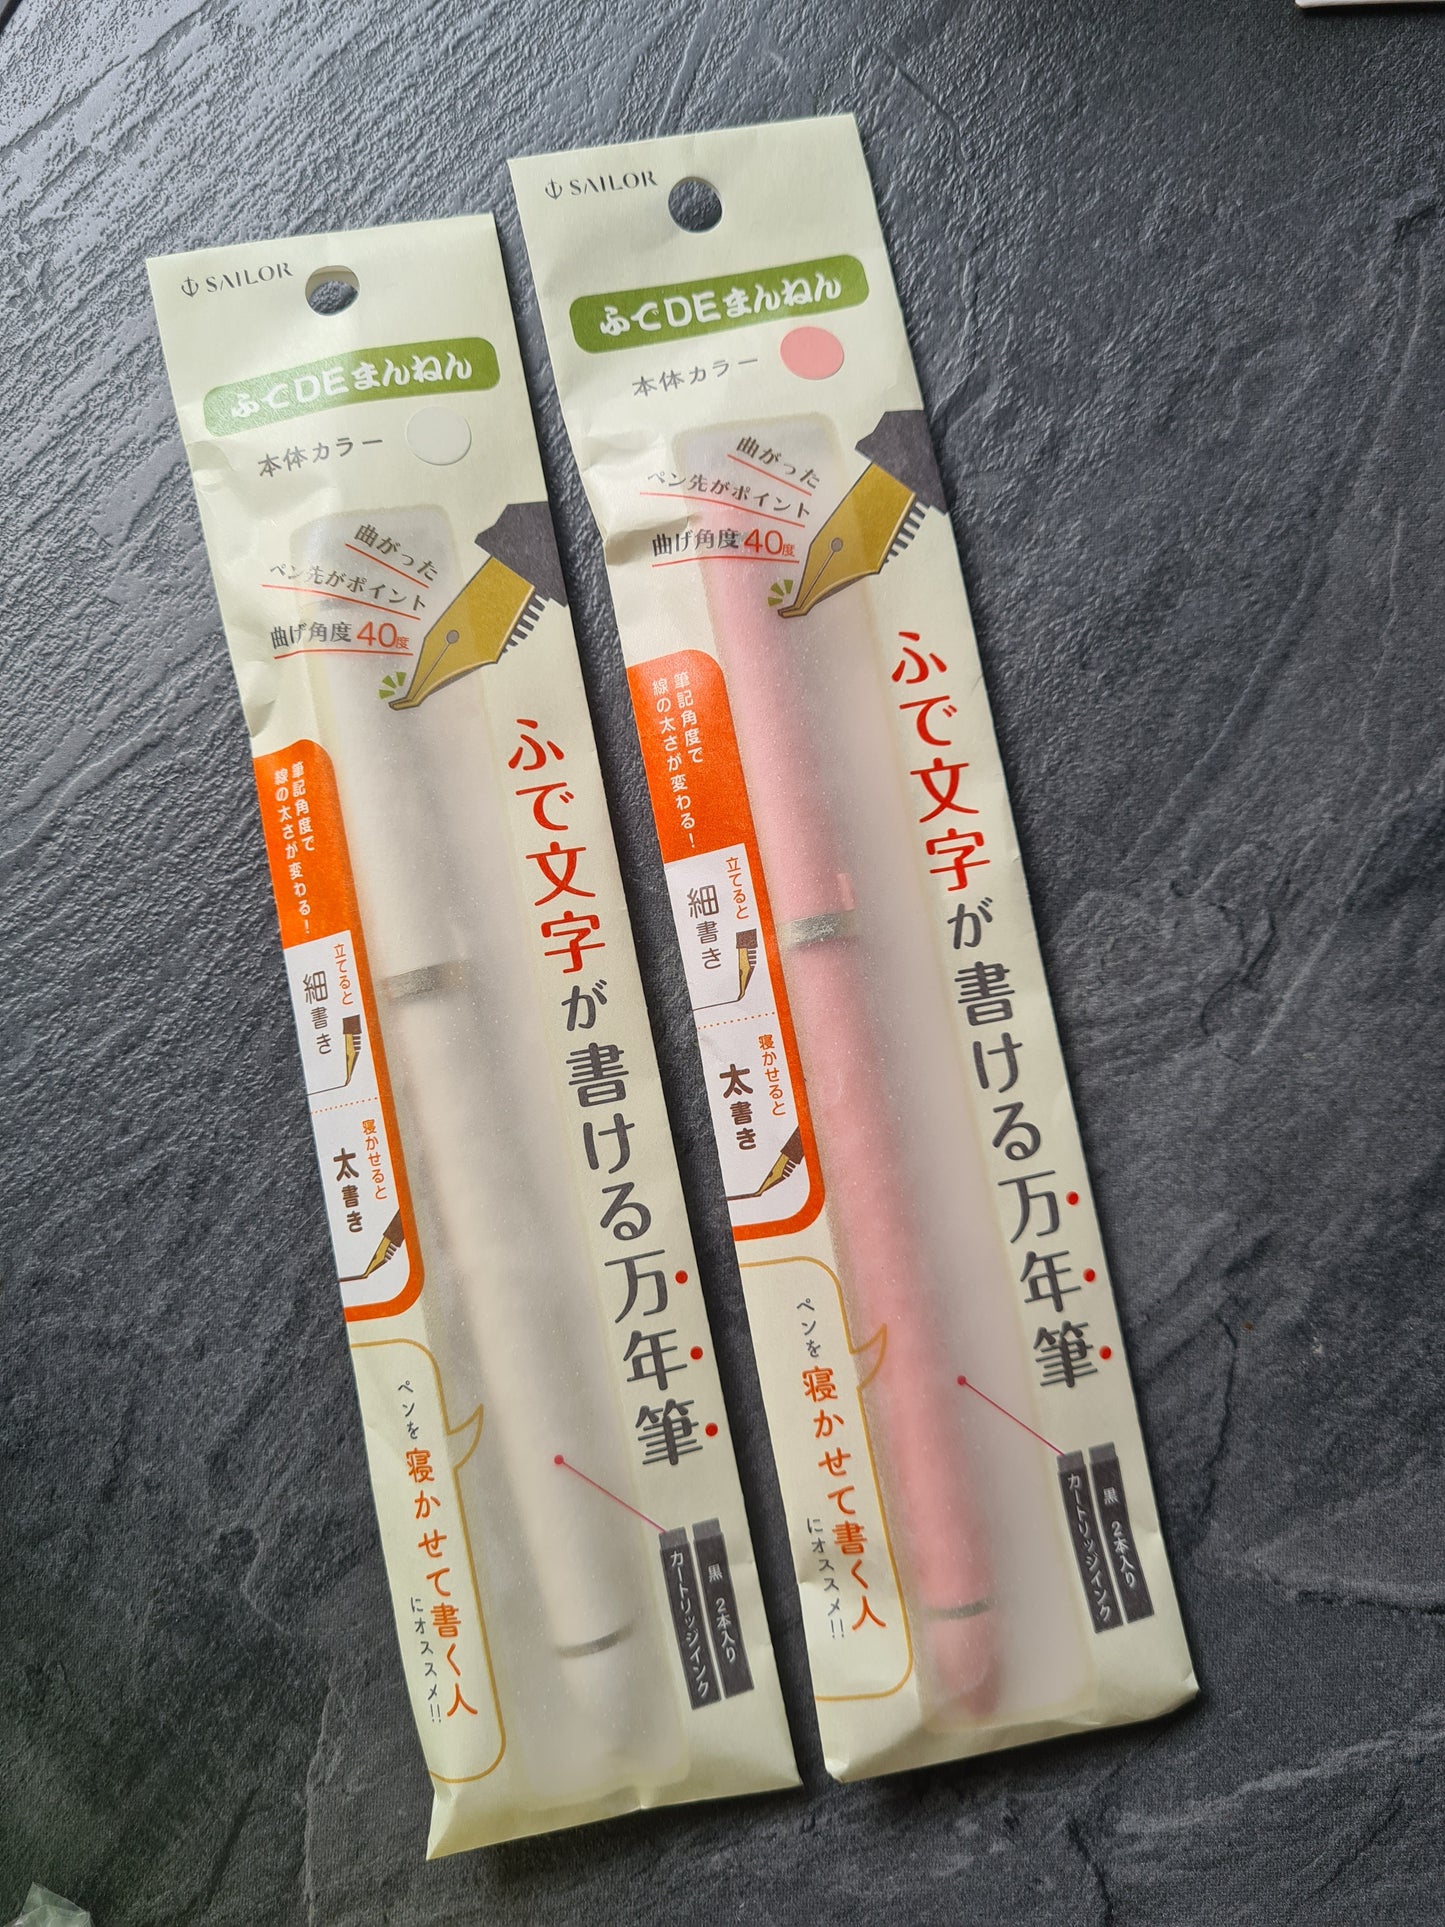 SAILOR
ふでDEまんねん
本体カラー
曲がった
ペン先がポイント
曲げ角度40度
筆記角度で
線の太さが変わる!
立てると
細書き
寝かせると
太書き
ふで文字が書ける万年筆
ペンを
寝かせて書く人
にオススメ!!
カートリッジインク
黒 2本入り
SAILOR
ふでDEまんねん
本体カラー
曲がった
ペン先がポイント
曲げ角度40度
筆記角度で
線の太さが変わる!
立てると
細書き
寝かせると
太書き
ふで文字が書ける万年筆
ペンを
寝かせて書く人
にオススメ!!
カートリッジインク
黒 2本入り